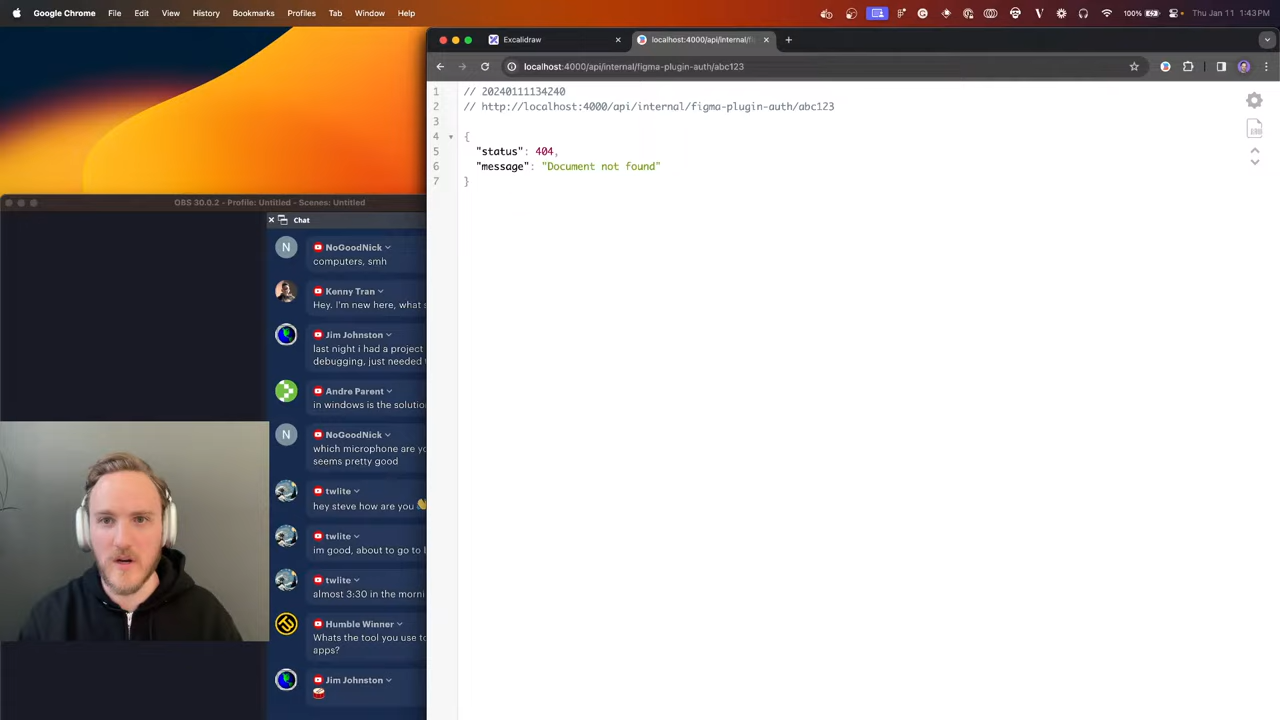 Google Chrome File Edit View History Bookmarks Profiles Tab Window Help
100% Thu Jan 11 1:43 PM
Excalidraw
localhost:4000/api/internal/
localhost:4000/api/internal/figma-plugin-auth/abc123
1 // 20240111134240
2 // http://localhost:4000/api/internal/figma-plugin-auth/abc123
3
4 {
5 "status": 404,
6 "message": "Document not found"
7 }
OBS 30.0.2 - Profile: Untitled - Scenes: Untitled
Chat
N NoGoodNick
computers, smh
Kenny Tran
Hey. I'm new here, what
Jim Johnston
last night i had a project
debugging, just needed
Andre Parent
in windows is the
N NoGoodNick
which microphone are
seems pretty good
twlite
hey steve how are you
twlite
im good, about to go to
twlite
almost 3:30 in the
Humble Winner
Whats the tool you use
apps?
Jim Johnston